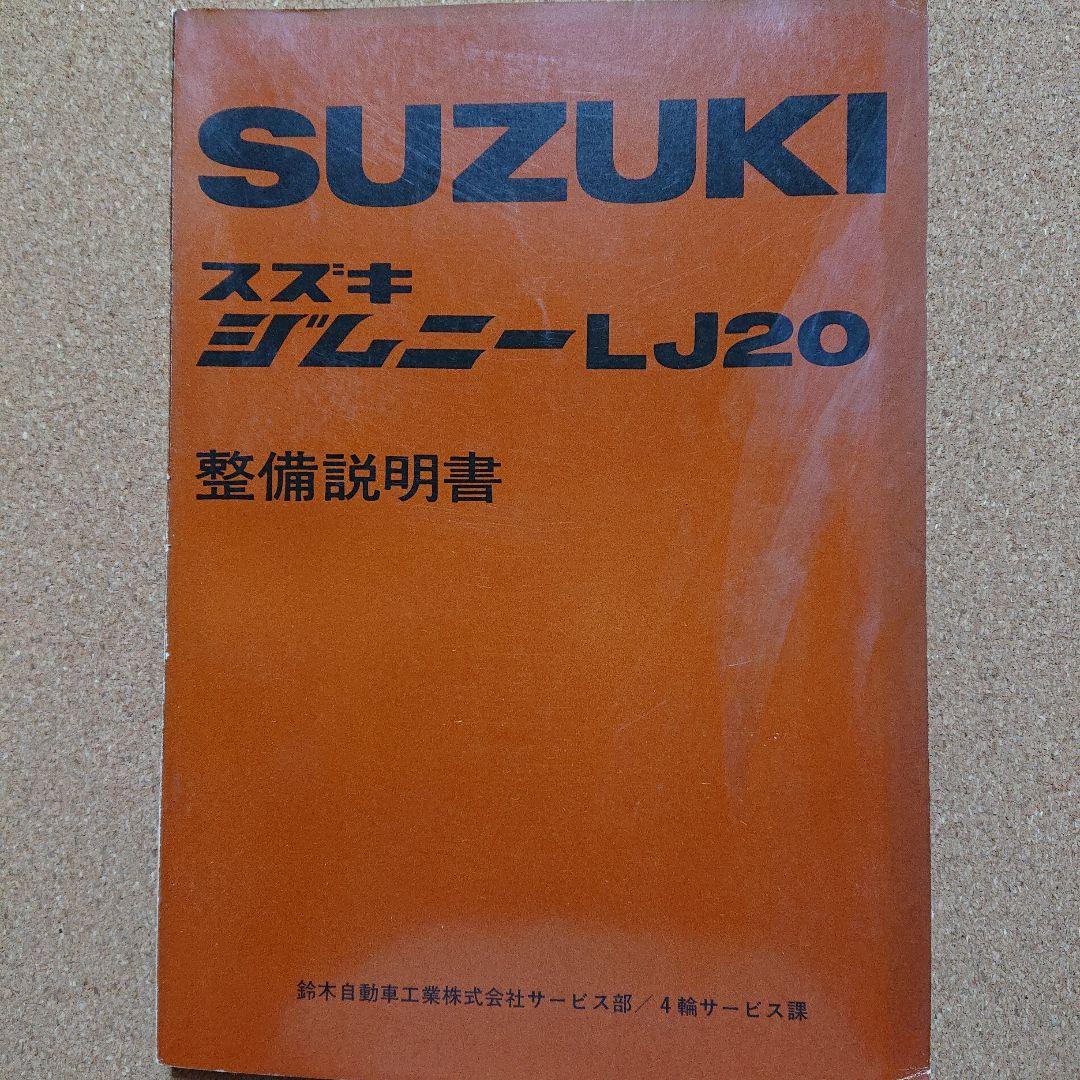 SUZUKI
スズキ
ジムニーLJ20
整備説明書
鈴木自動車工業株式会社サービス部/4輪サービス課